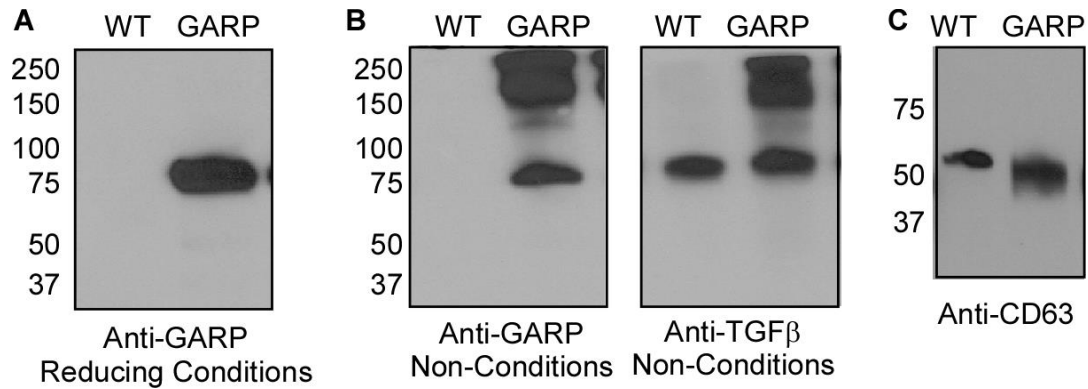 A
WT GARP
250
150
100
75
50
37
Anti-GARP
Reducing Conditions
B
WT GARP
250
150
100
75
50
37
Anti-GARP
Non-Conditions
WT GARP
Anti-TGFβ
Non-Conditions
C
WT GARP
75
50
37
Anti-CD63